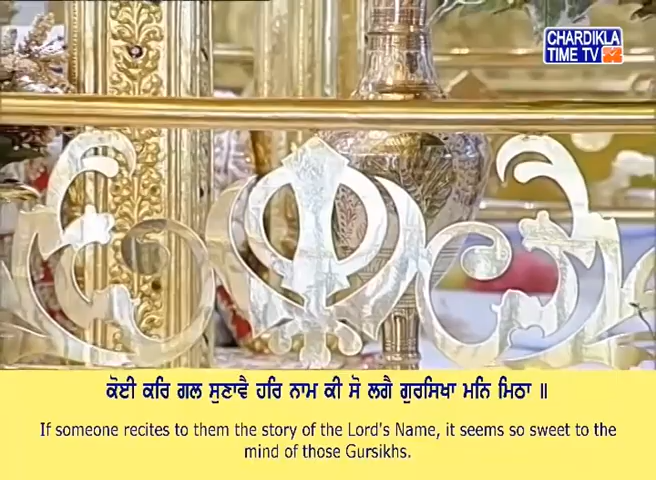 CHARDIKLA
TIME TV
ਕੋਈ ਕਰਿ ਗਲ ਸੁਣਾਵੈ ਹਰਿ ਨਾਮ ਕੀ ਸੋ ਲਗੈ ਗੁਰਸਿਖਾ ਮਨਿ ਮਿਠਾ ॥
If someone recites to them the story of the Lord's Name, it seems so sweet to the
mind of those Gursikhs.